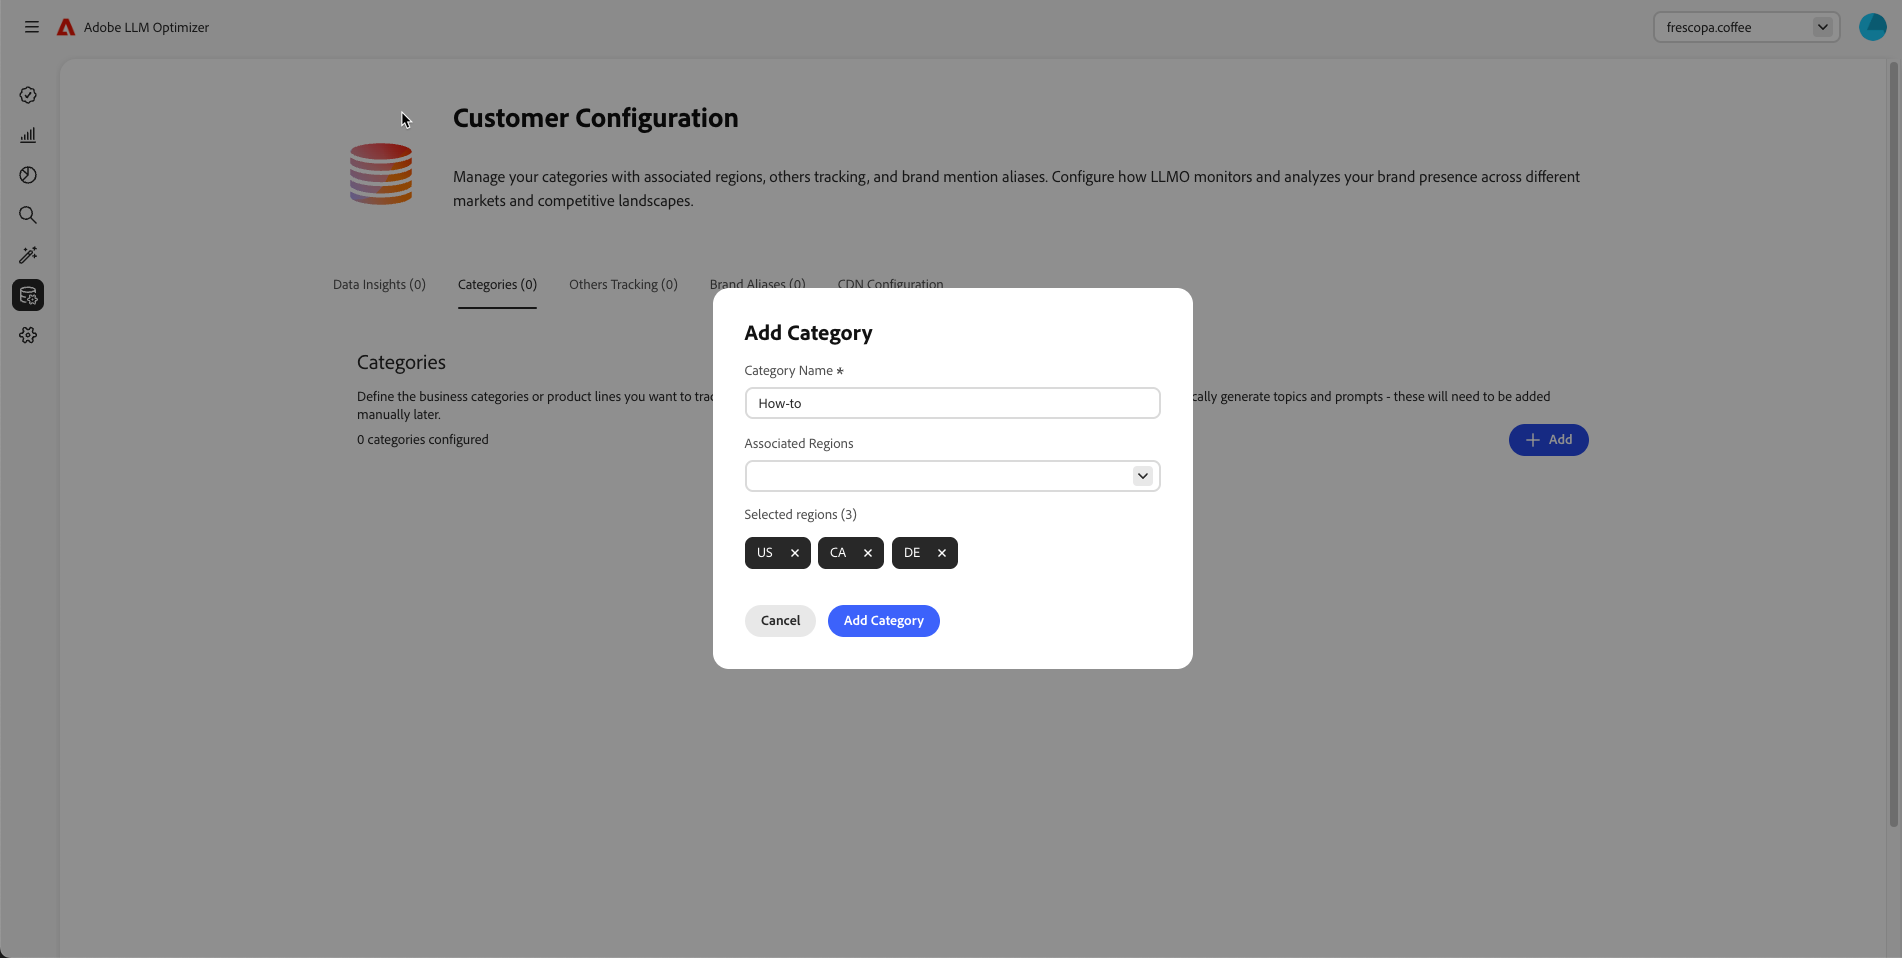 Adobe LLM Optimizer
frescopa.coffee
Customer Configuration
Manage your categories with associated regions, others tracking, and brand mention aliases. Configure how LLMO monitors and analyzes your brand presence across different
markets and competitive landscapes.
Data Insights (0) Categories (0) Others Tracking (0) Brand Aliases (0) CDN Configuration
Categories
Define the business categories or product lines you want to
cally generate topics and prompts - these will need to be added
manually later.
0 categories configured
+ Add
Add Category
Category Name *
How-to
Associated Regions
Selected regions (3)
US × CA × DE ×
Cancel Add Category